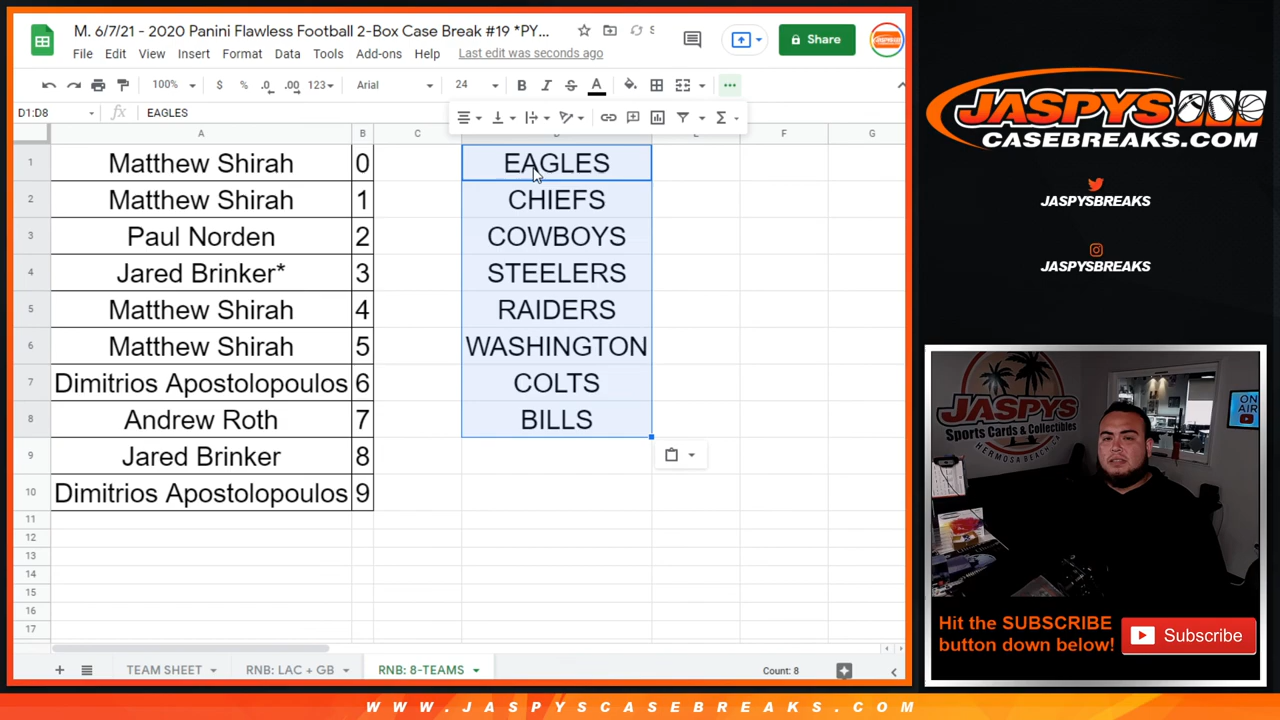 M. 6/7/21 - 2020 Panini Flawless Football 2-Box Case Break #19 *PY...
File Edit View Insert Format Data Tools Add-ons Help Last edit was seconds ago
Share
100% $ % .0 .00 123 Arial 24 B I S A
D1:D8 fx EAGLES
A B C F G
1 Matthew Shirah 0 EAGLES
2 Matthew Shirah 1 CHIEFS
3 Paul Norden 2 COWBOYS
4 Jared Brinker* 3 STEELERS
5 Matthew Shirah 4 RAIDERS
6 Matthew Shirah 5 WASHINGTON
7 Dimitrios Apostolopoulos 6 COLTS
8 Andrew Roth 7 BILLS
9 Jared Brinker 8
10 Dimitrios Apostolopoulos 9
11
12
13
14
15
16
17
TEAM SHEET RNB: LAC + GB RNB: 8-TEAMS Count: 8
JASPYS
CASEBREAKS.COM
JASPYSBREAKS
JASPYSBREAKS
JASPYS
Sports Cards & Collectibles
HERMOSA BEACH, CA
ON
AIR
Hit the SUBSCRIBE
button down below!
Subscribe
WWW.JASPYSCASEBREAKS.COM